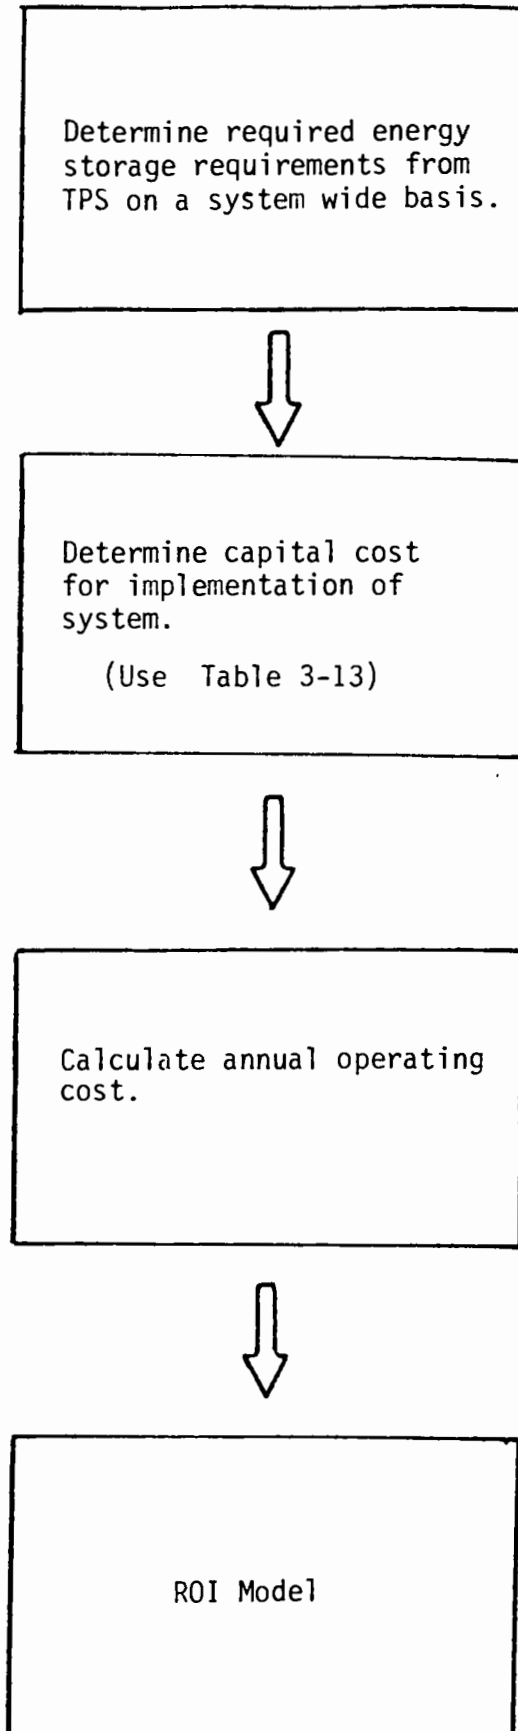 Determine required energy
storage requirements from
TPS on a system wide basis.
Determine capital cost
for implementation of
system.
(Use Table 3-13)
Calculate annual operating
cost.
ROI Model